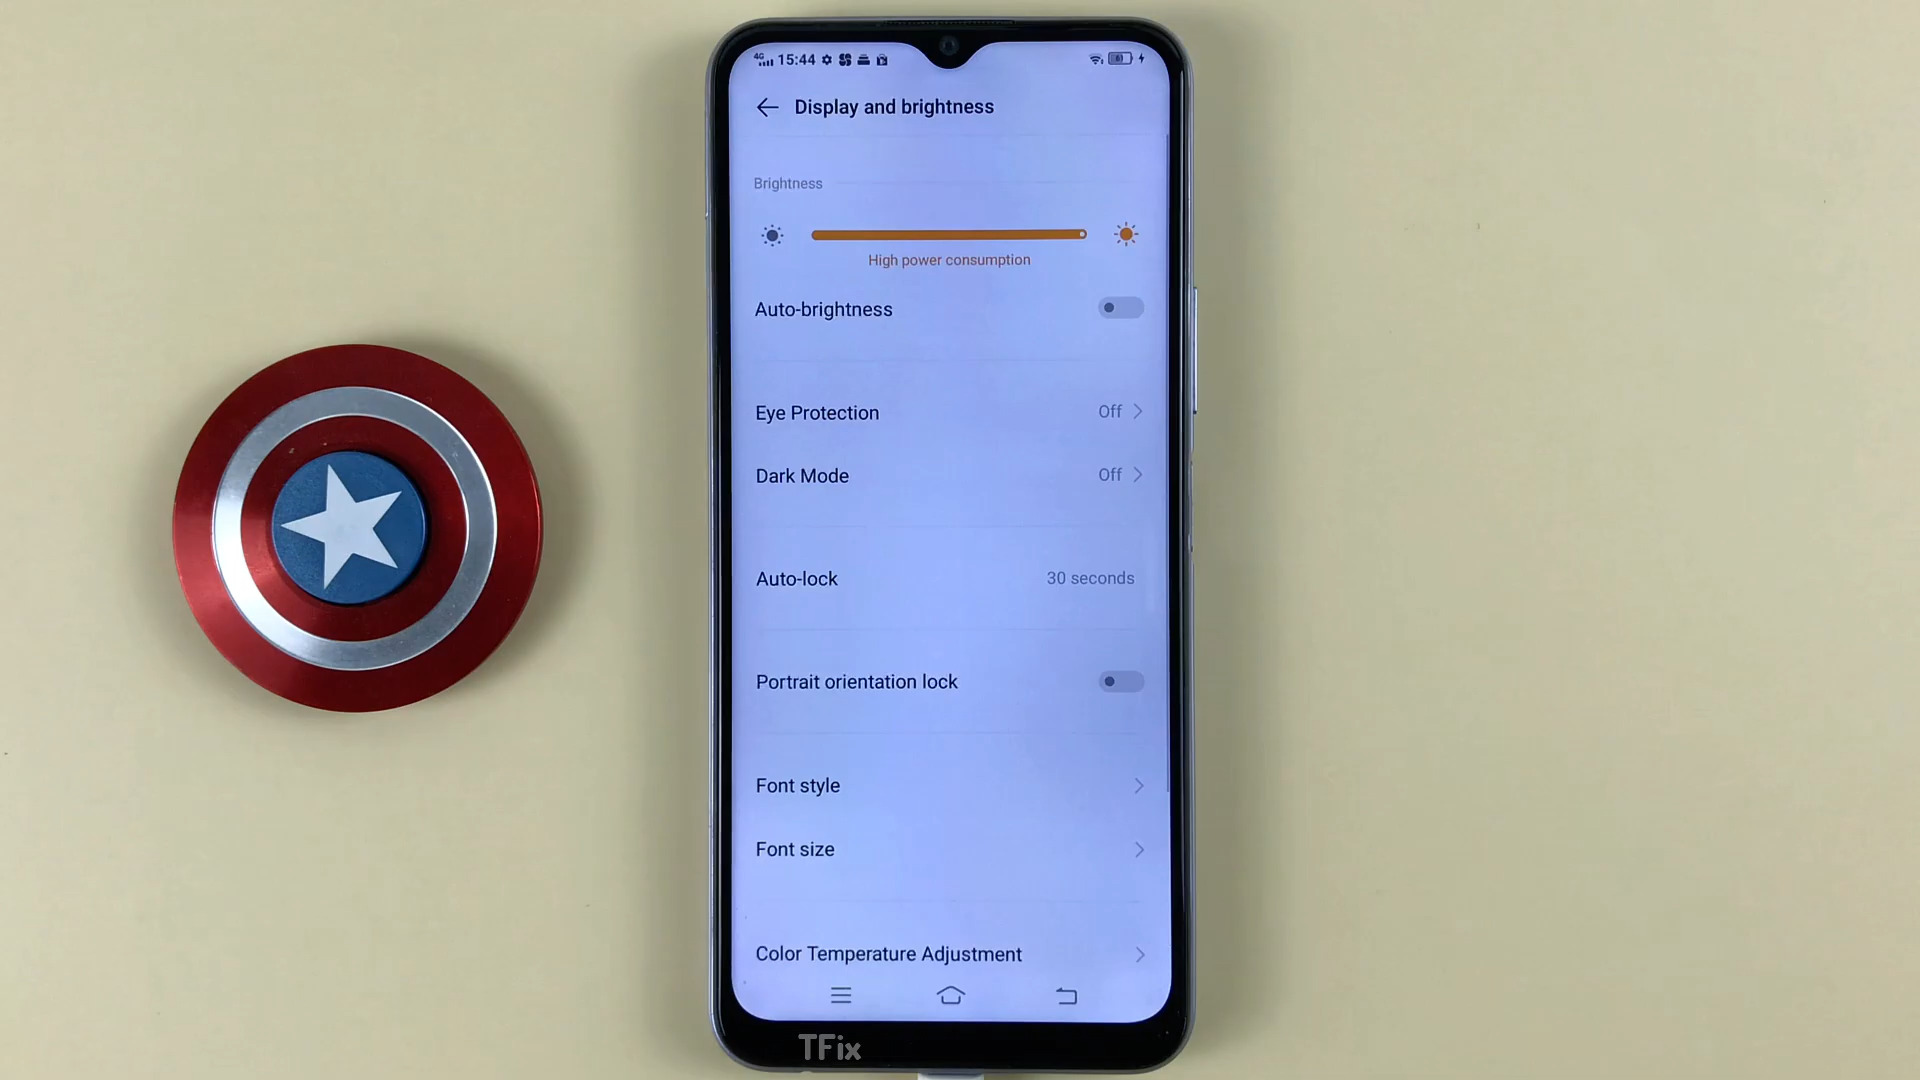 4G 15:44
Display and brightness
Brightness
High power consumption
Auto-brightness
Eye Protection Off
Dark Mode Off
Auto-lock 30 seconds
Portrait orientation lock
Font style
Font size
Color Temperature Adjustment
TFix